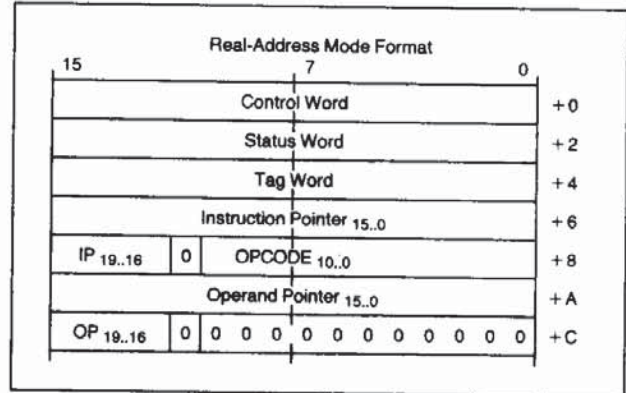 Real-Address Mode Format
15 7 0
Control Word +0
Status Word +2
Tag Word +4
Instruction Pointer 15..0 +6
IP 19..16 0 OPCODE 10..0 +8
Operand Pointer 15..0 +A
OP 19..16 0 0 0 0 0 0 0 0 0 0 0 0 +C